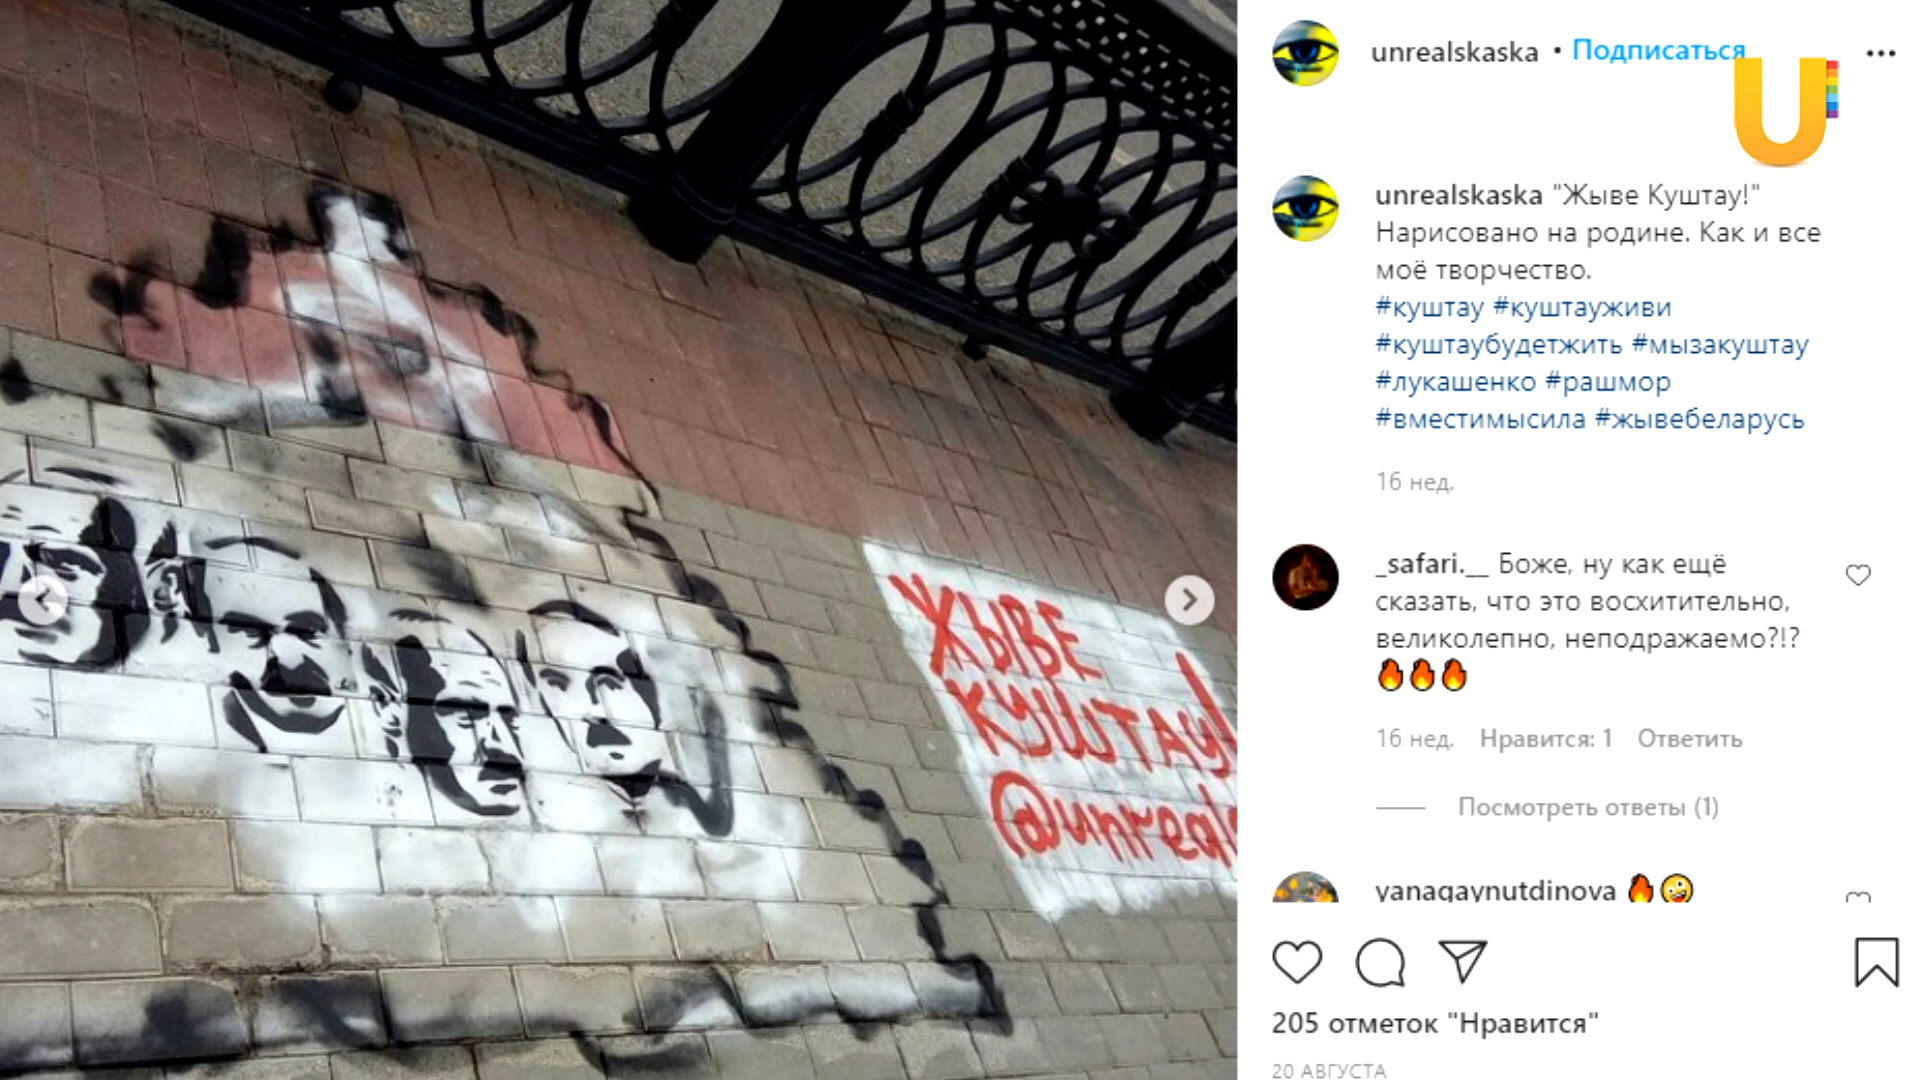 ЖЫВЕ
КУШТАУ!
@unreals
unrealskaska • Подписаться
U
unrealskaska "Жыве Куштау!"
Нарисовано на родине. Как и все
моё творчество.
#куштау #куштауживи
#куштаубудетжить #мызакуштау
#лукашенко #рашмор
#вместимысила #жывебеларусь
16 нед.
_safari.__ Боже, ну как ещё
сказать, что это восхитительно,
великолепно, неподражаемо?!?
🔥🔥🔥
16 нед. Нравится: 1 Ответить
Посмотреть ответы (1)
yanagaynutdinova 🔥🤪
205 отметок "Нравится"
20 АВГУСТА